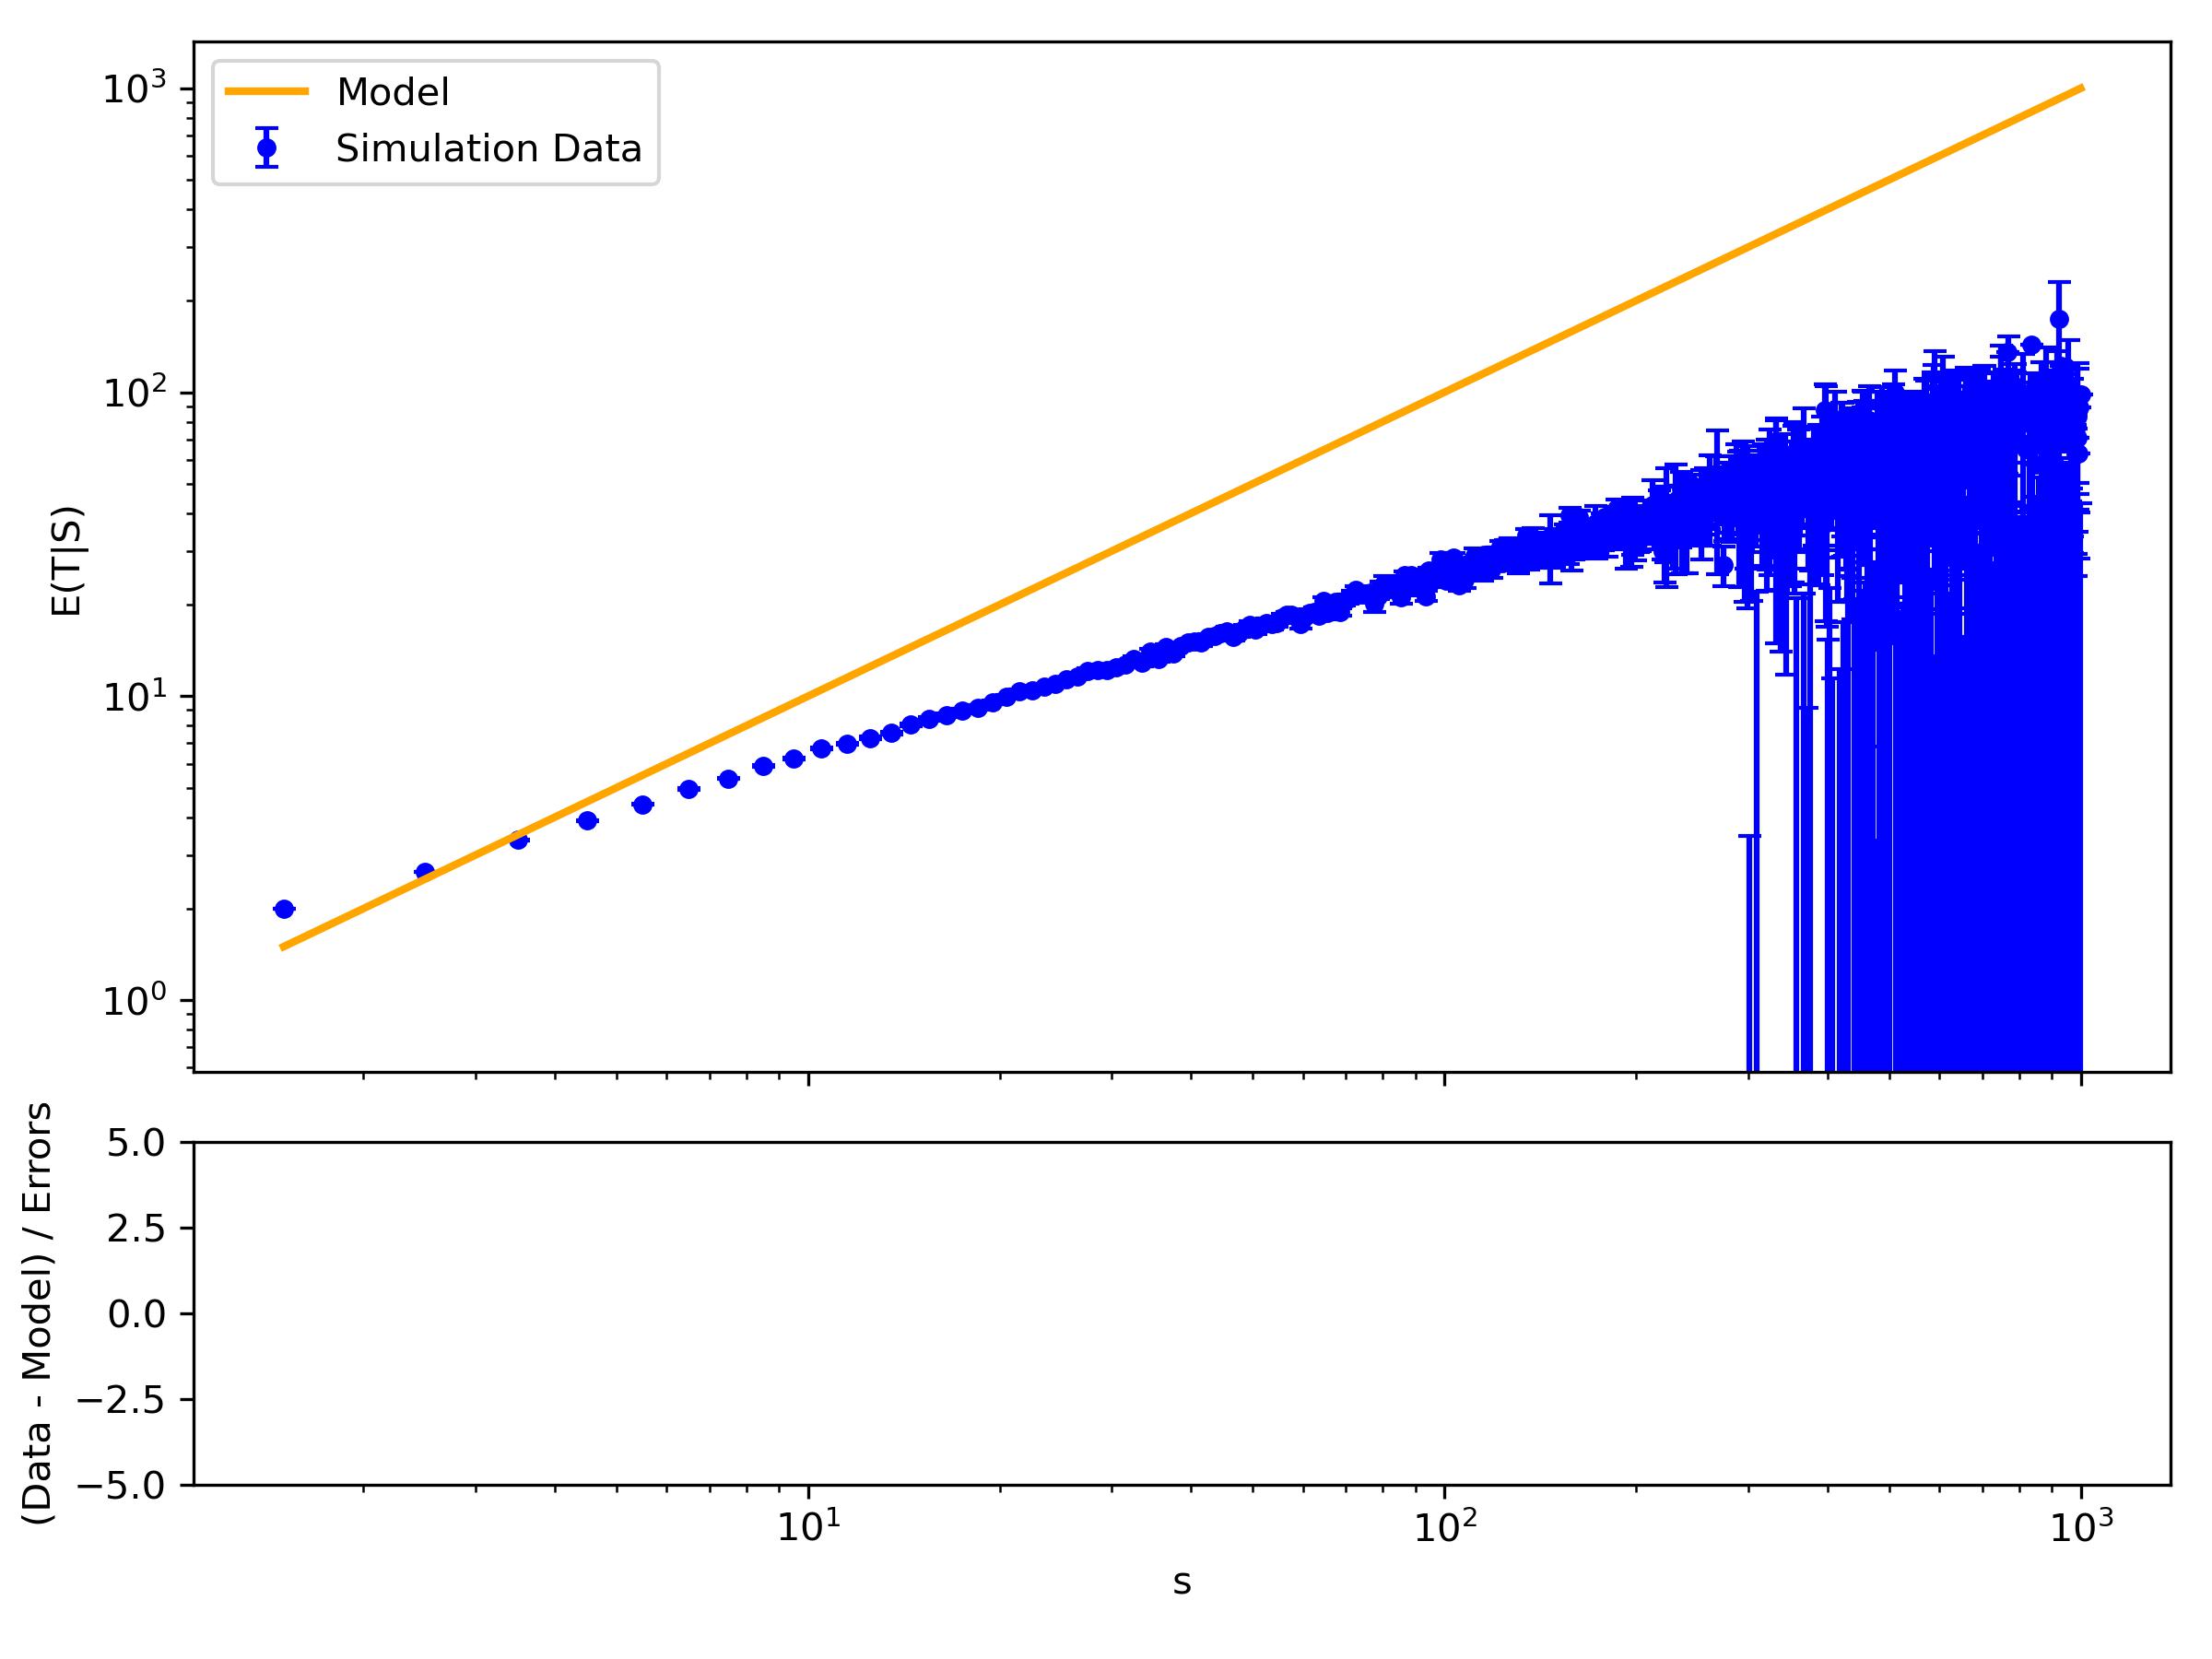 Model
Simulation Data
10³
10²
10¹
10⁰
E(T|S)
5.0
2.5
0.0
−2.5
−5.0
(Data - Model) / Errors
10¹
10²
10³
s